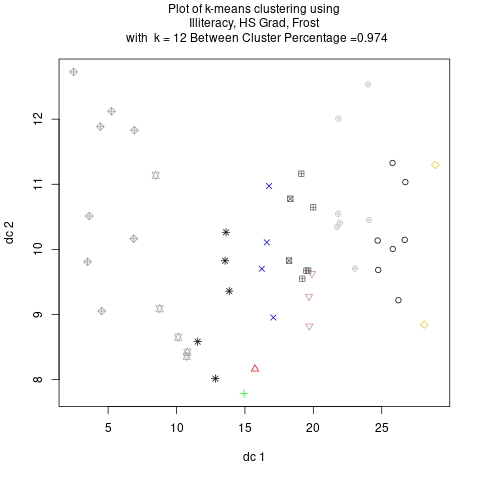 Plot of k-means clustering using
Illiteracy, HS Grad, Frost
with k = 12 Between Cluster Percentage =0.974
12
11
10
9
8
dc 2
5 10 15 20 25
dc 1